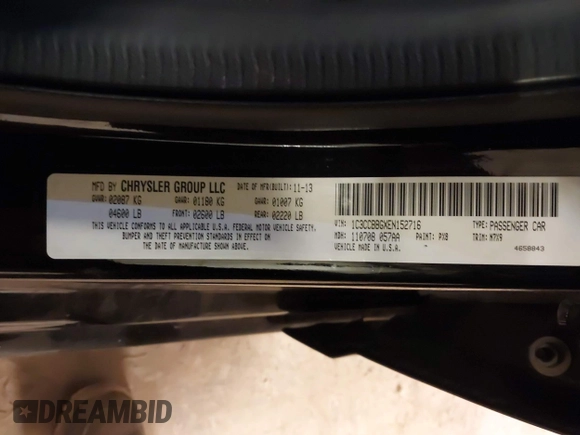 MFD BY CHRYSLER GROUP LLC DATE OF MFR(BUILT): 11-13
GVWR: 02087 KG GAWR 01180 KG GAWR 01007 KG
04600 LB FRONT: 02600 LB REAR: 02220 LB
THIS VEHICLE CONFORMS TO ALL APPLICABLE U.S.A. FEDERAL MOTOR VEHICLE SAFETY,
BUMPER AND THEFT PREVENTION STANDARDS IN EFFECT ON THE DATE OF
MANUFACTURE SHOWN ABOVE.
VIN: 1C3CCBBGXEN152716 TYPE: PASSENGER CAR
MDH: 110708 057AA PAINT: PX8 TRIM: M7X9
VEHICLE MADE IN U.S.A. - 4658843
DREAMBID